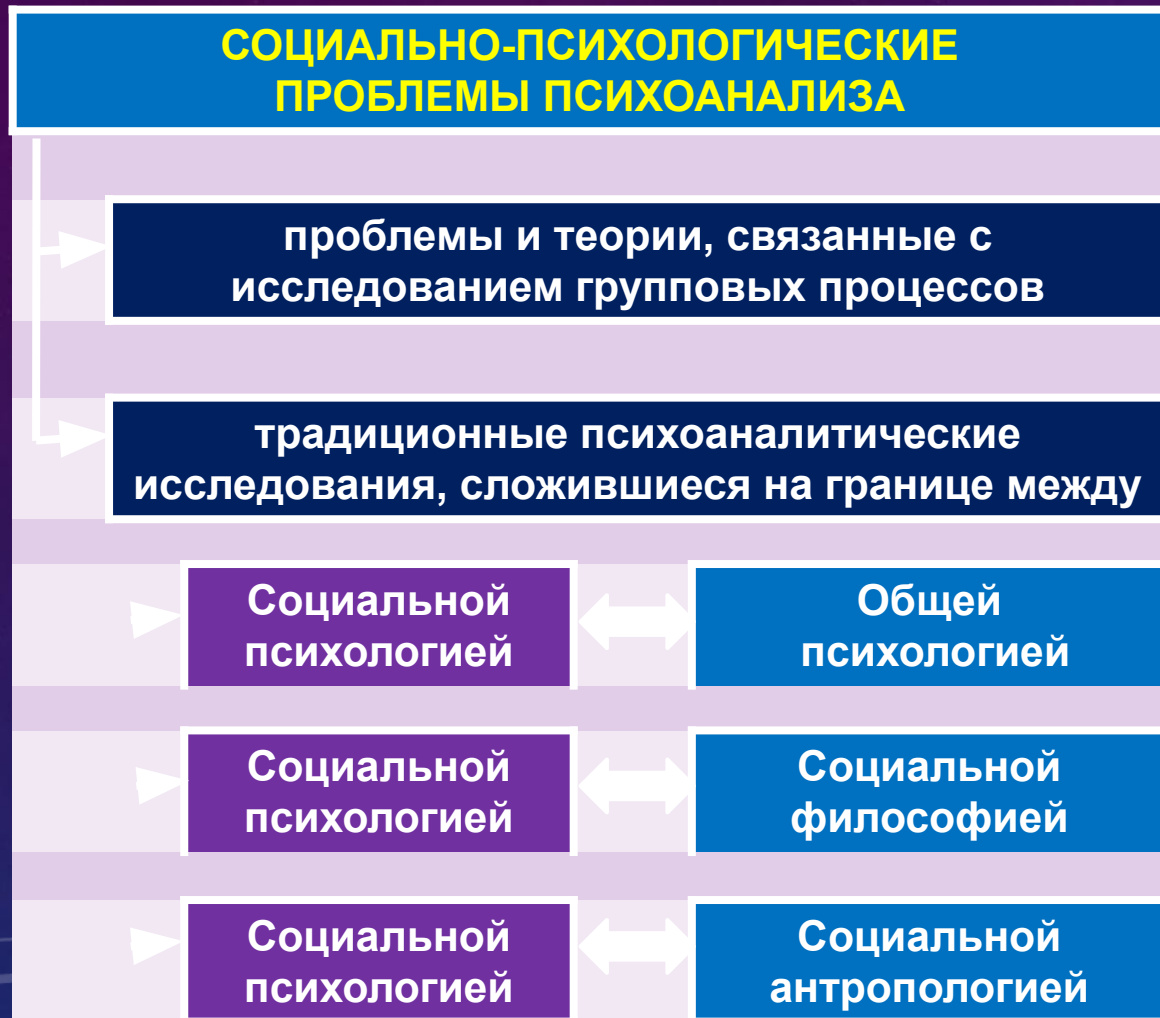 СОЦИАЛЬНО-ПСИХОЛОГИЧЕСКИЕ
ПРОБЛЕМЫ ПСИХОАНАЛИЗА
проблемы и теории, связанные с
исследованием групповых процессов
традиционные психоаналитические
исследования, сложившиеся на границе между
Социальной
психологией
Общей
психологией
Социальной
психологией
Социальной
философией
Социальной
психологией
Социальной
антропологией